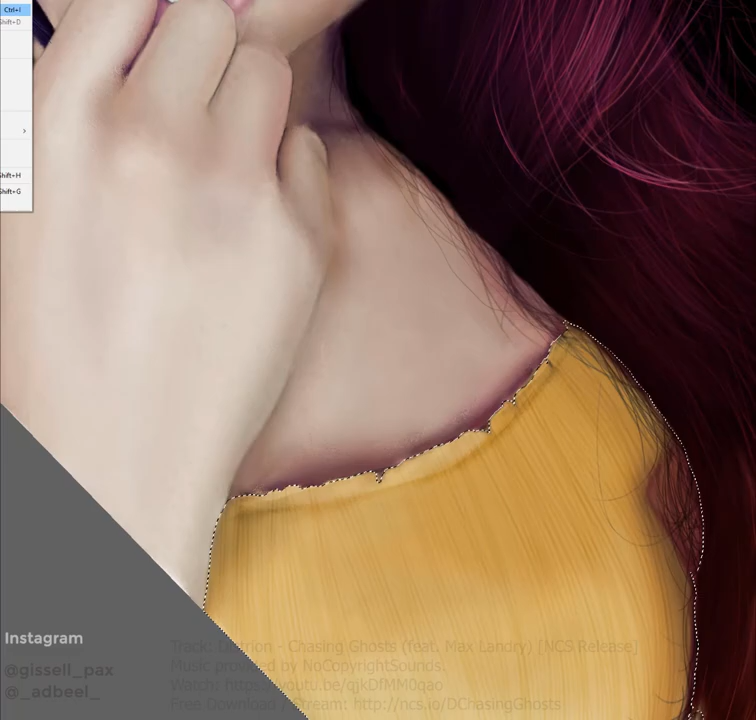 Ctrl+I
Shift+D
Shift+H
Shift+G
Instagram
@gissell_pax
@_adbeel_
Track: - Chasing Ghosts (feat. Max Landry) [NCS Release]
Music provided by NoCopyrightSounds.
Watch: https://youtu.be/qjkDfMM0qao
Free Download / Stream: http://ncs.io/DChasingGhosts